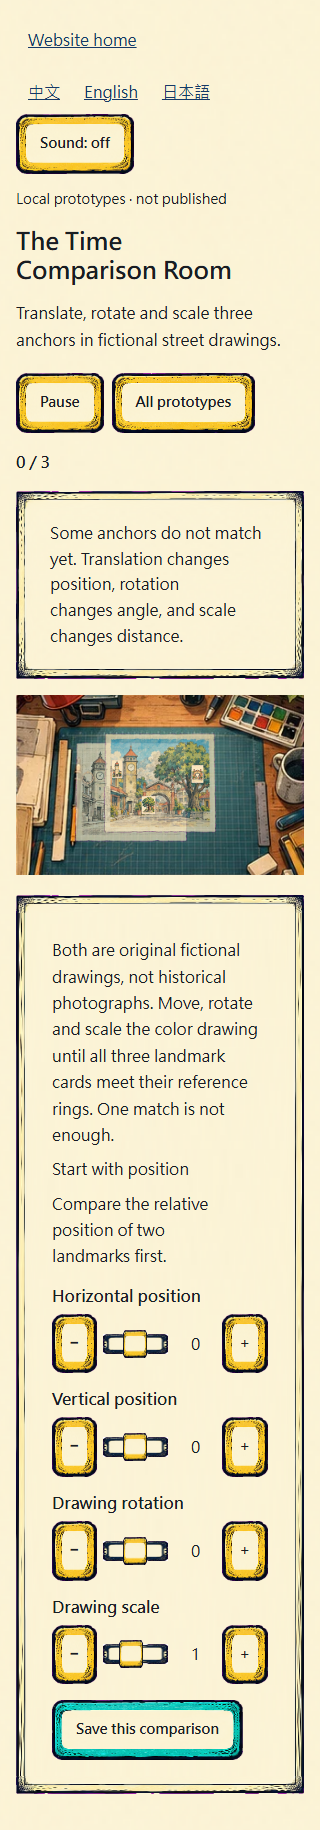 Website home
中文 English 日本語
Sound: off
Local prototypes · not published
The Time
Comparison Room
Translate, rotate and scale three
anchors in fictional street drawings.
Pause All prototypes
0 / 3
Some anchors do not match
yet. Translation changes
position, rotation
changes angle, and scale
changes distance.
Both are original fictional
drawings, not historical
photographs. Move, rotate
and scale the color drawing
until all three landmark
cards meet their reference
rings. One match is not
enough.
Start with position
Compare the relative
position of two
landmarks first.
Horizontal position
− 0 +
Vertical position
− 0 +
Drawing rotation
− 0 +
Drawing scale
− 1 +
Save this comparison